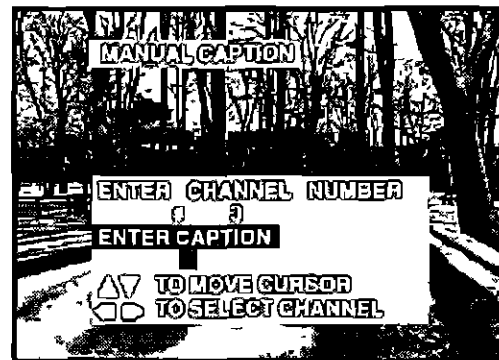 MANUAL CAPTION
ENTER CHANNEL NUMBER
ENTER CAPTION
TO MOVE CURSOR
TO SELECT CHANNEL